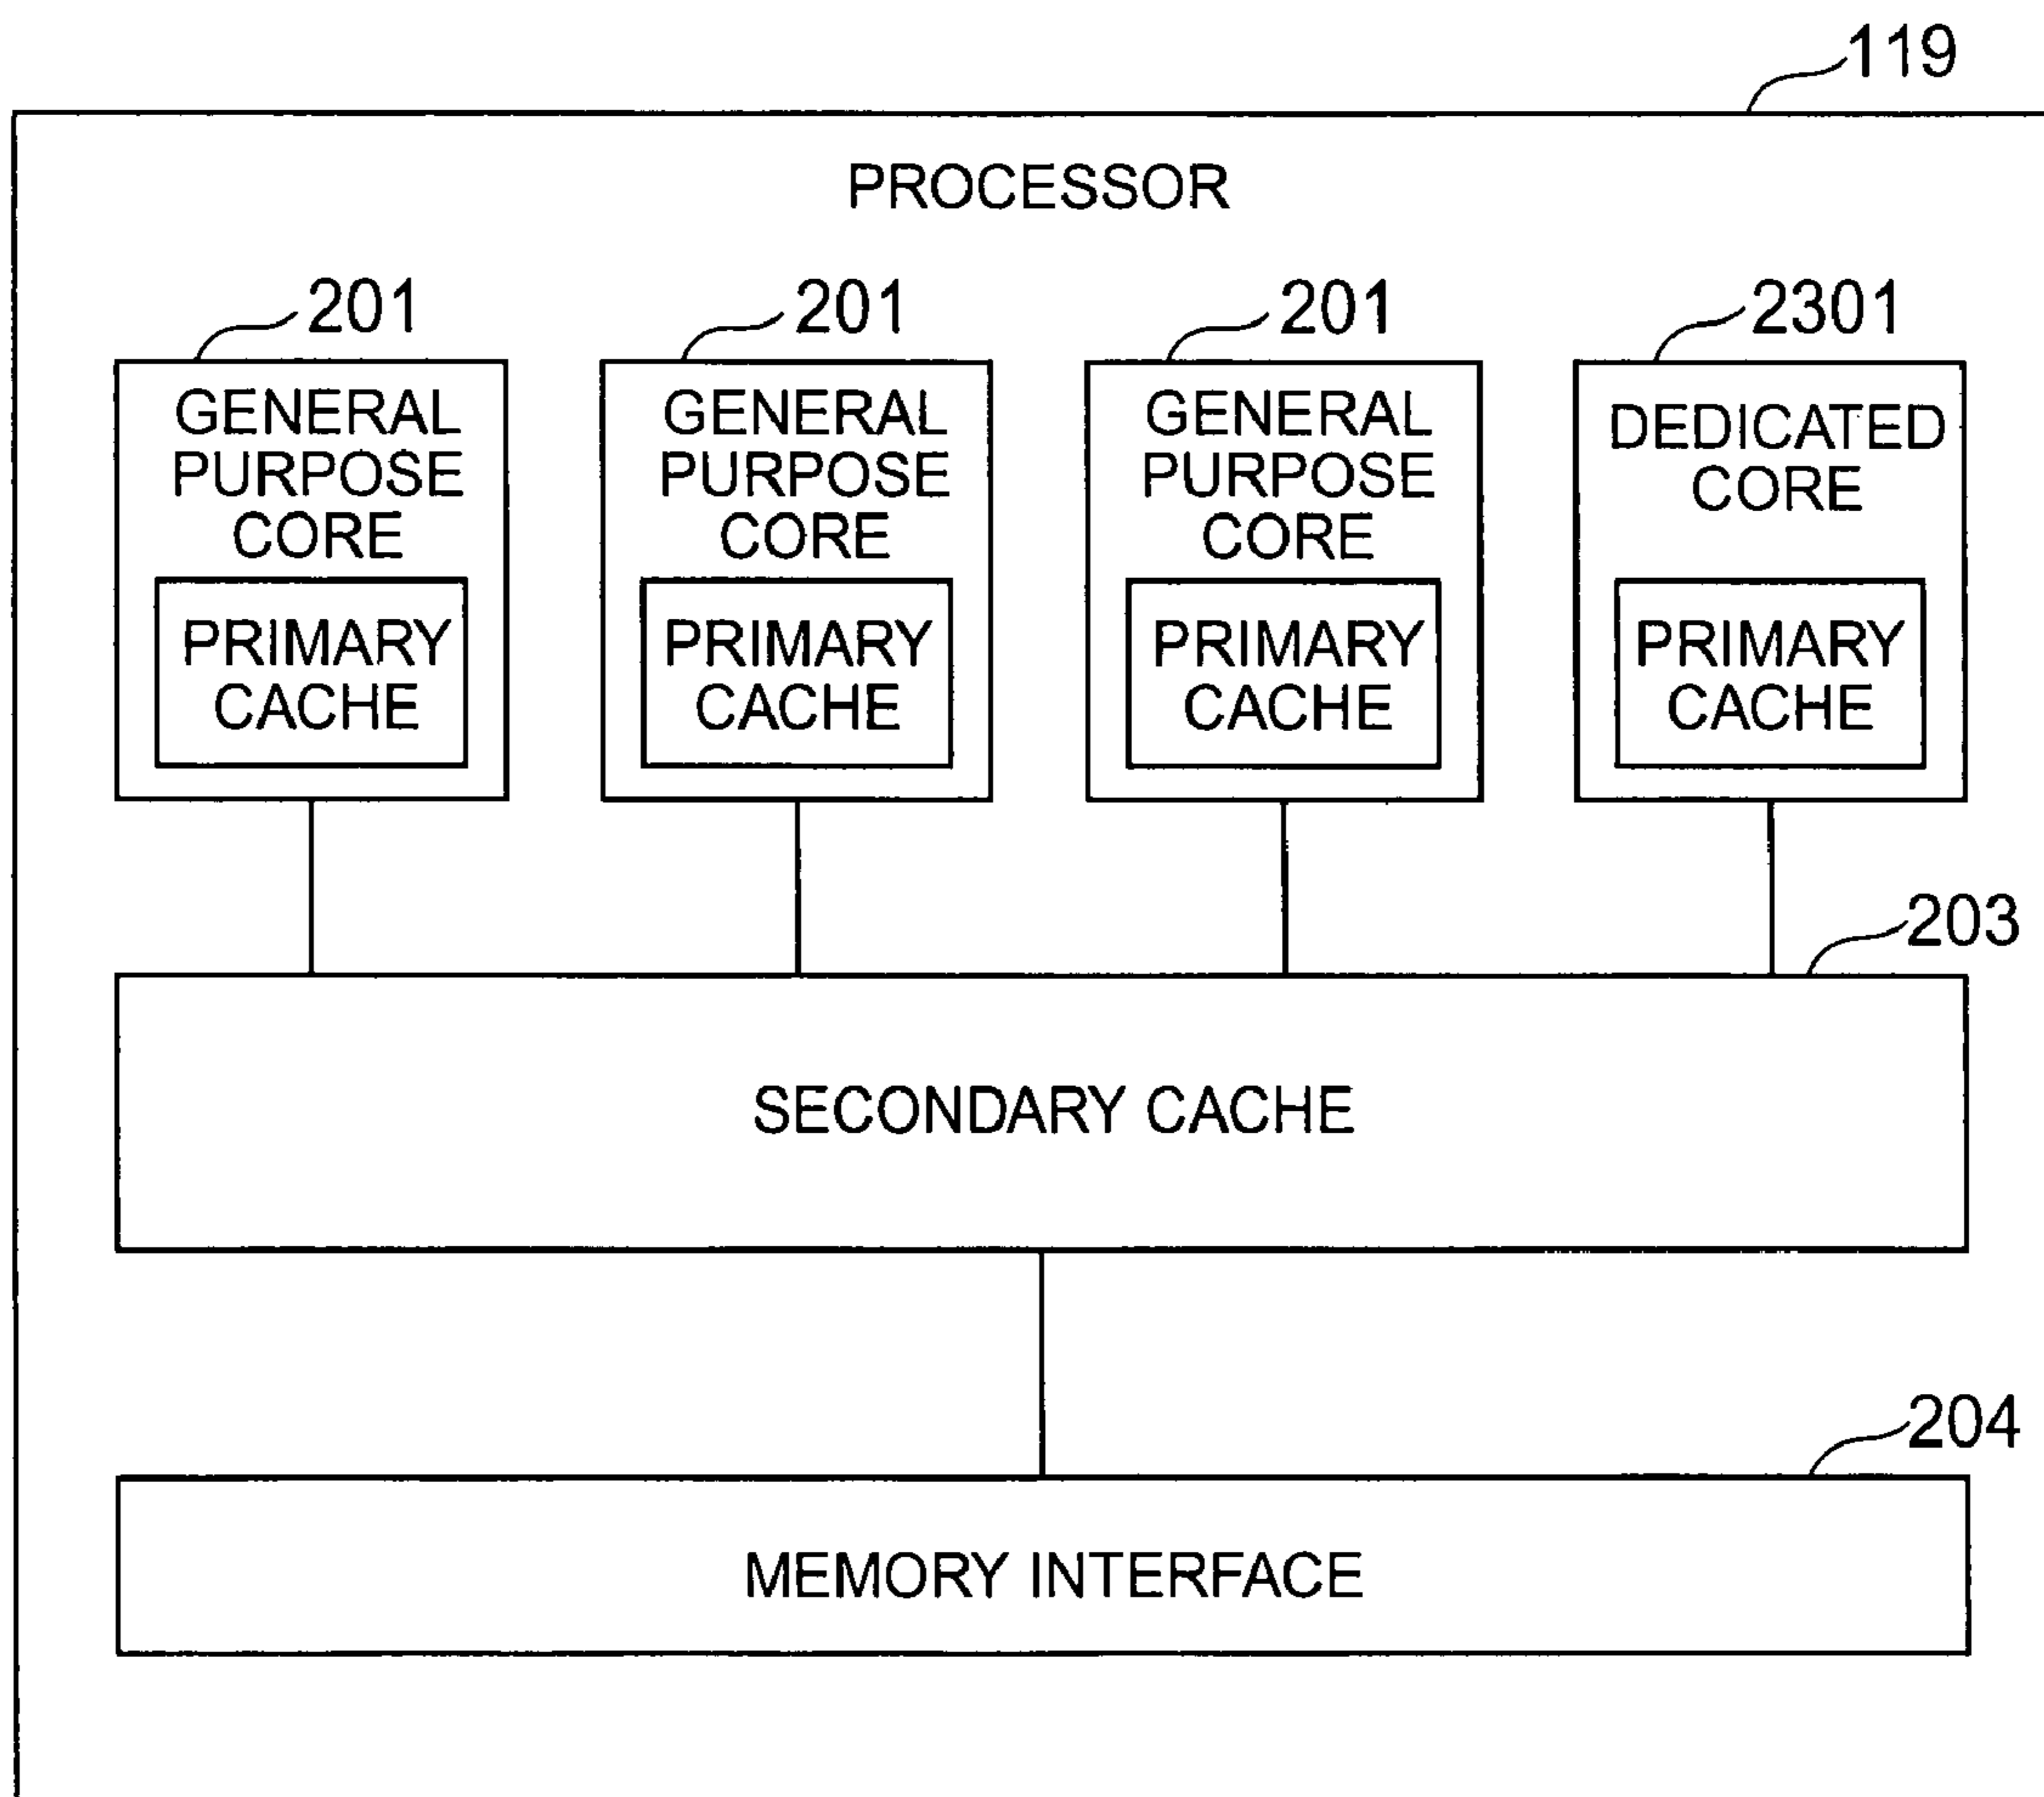 119
PROCESSOR
201
201
201
2301
GENERAL
PURPOSE
CORE
PRIMARY
CACHE
GENERAL
PURPOSE
CORE
PRIMARY
CACHE
GENERAL
PURPOSE
CORE
PRIMARY
CACHE
DEDICATED
CORE
PRIMARY
CACHE
203
SECONDARY CACHE
204
MEMORY INTERFACE